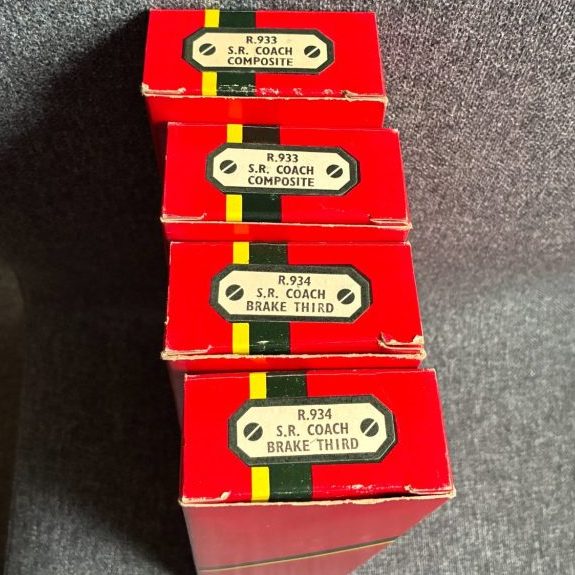 R.933
S.R. COACH
COMPOSITE
R.933
S.R. COACH
COMPOSITE
R.934
S.R. COACH
BRAKE THIRD
R.934
S.R. COACH
BRAKE THIRD